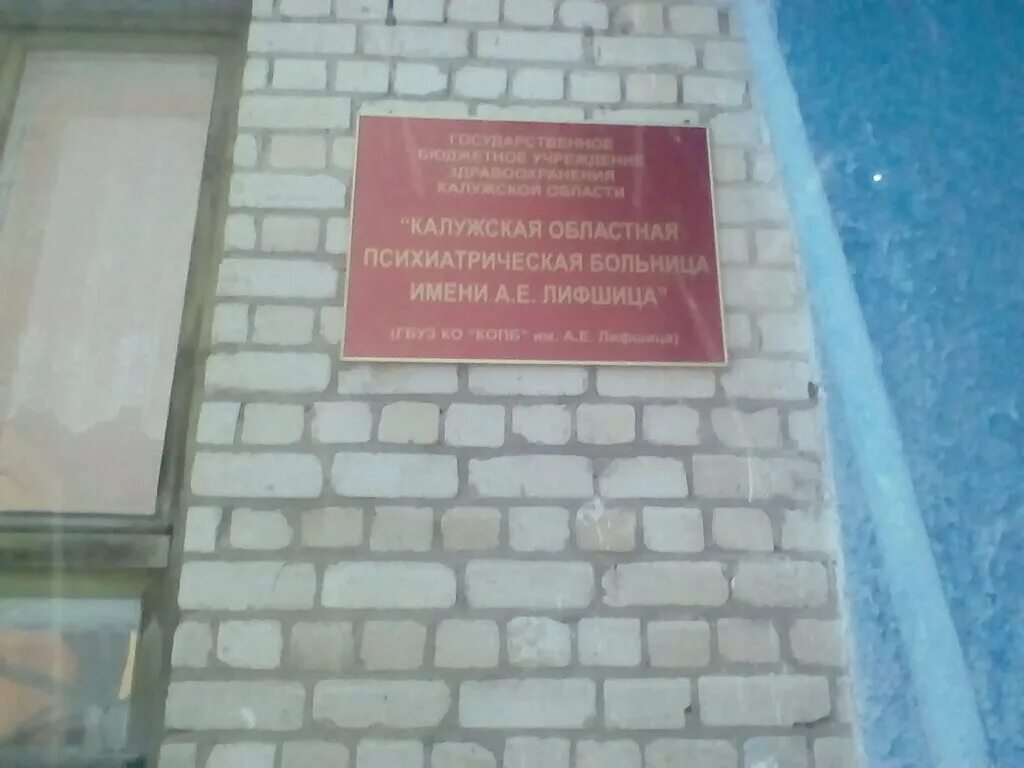 ГОСУДАРСТВЕННОЕ
БЮДЖЕТНОЕ УЧРЕЖДЕНИЕ
ЗДРАВООХРАНЕНИЯ
КАЛУЖСКОЙ ОБЛАСТИ
"КАЛУЖСКАЯ ОБЛАСТНАЯ
ПСИХИАТРИЧЕСКАЯ БОЛЬНИЦА
ИМЕНИ А.Е. ЛИФШИЦА"
(ГБУЗ КО "КОПБ" им. А.Е. Лифшица)